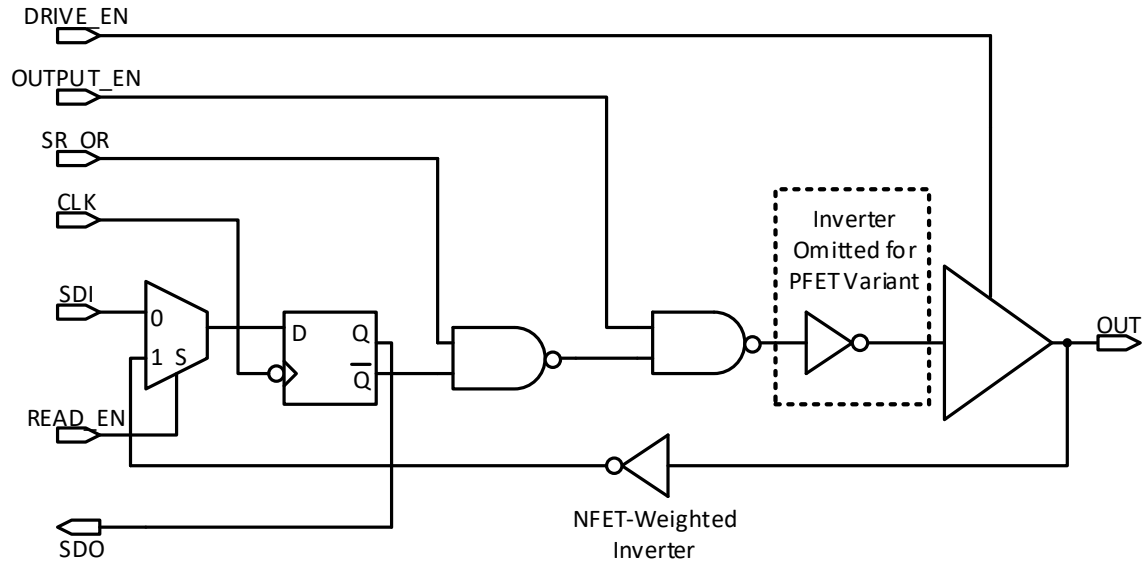 DRIVE_EN
OUTPUT_EN
SR_OR
CLK
SDI
0
1 S
READ_EN
D
Q
Q
Inverter
Omitted for
PFET Variant
OUT
NFET-Weighted
Inverter
SDO